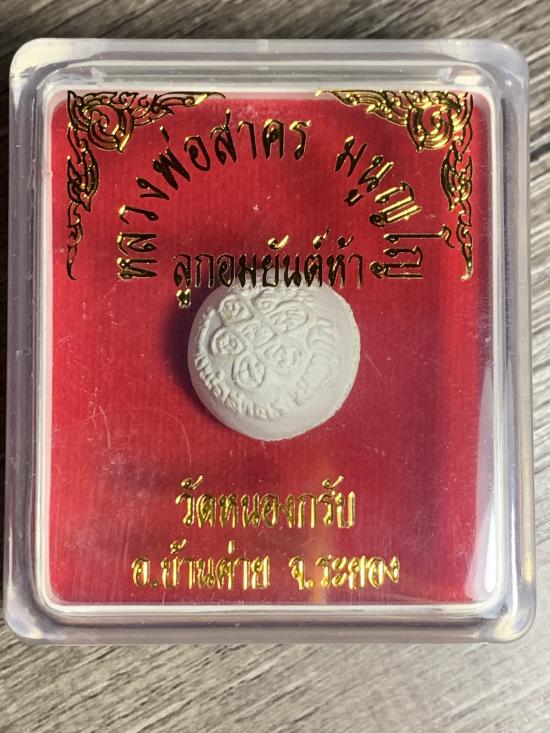 หลวงพ่อสาคร มนุญโญ
ลูกอมยันต์ห้า
วัดหนองกรับ
อ.บ้านค่าย จ.ระยอง